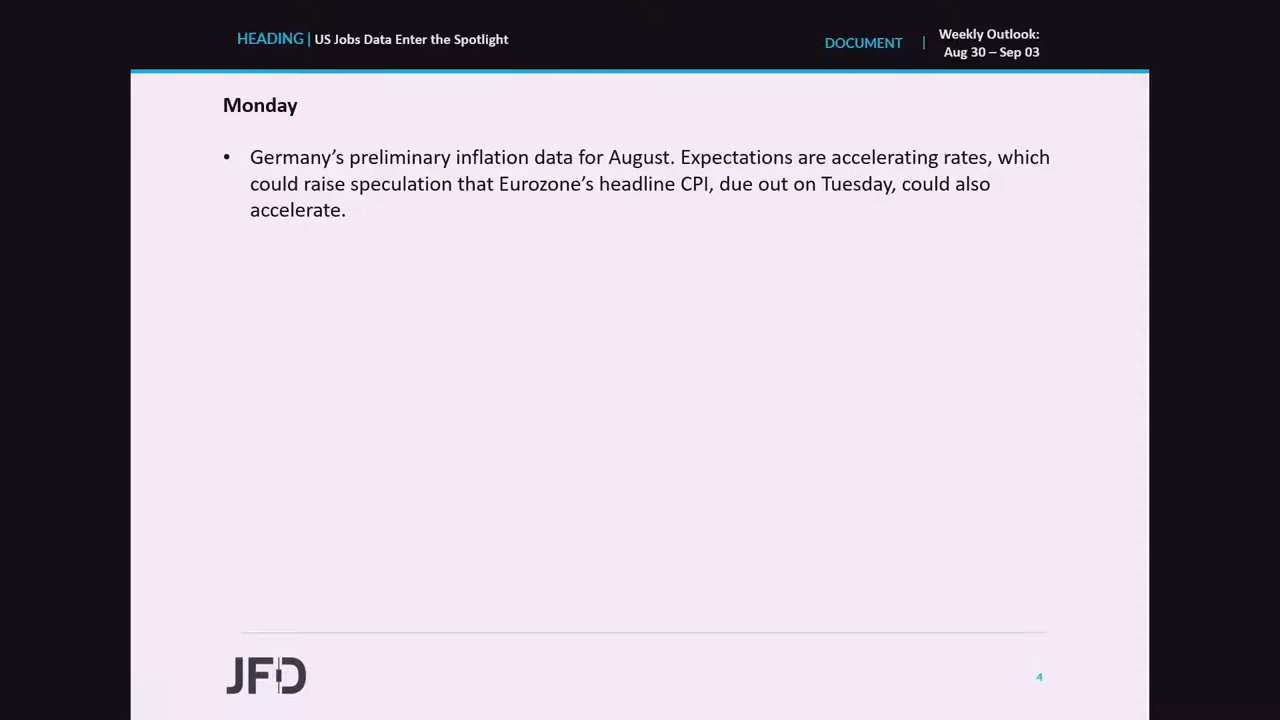 HEADING | US Jobs Data Enter the Spotlight
DOCUMENT | Weekly Outlook:
Aug 30 – Sep 03
Monday
• Germany’s preliminary inflation data for August. Expectations are accelerating rates, which
could raise speculation that Eurozone’s headline CPI, due out on Tuesday, could also
accelerate.
JFD
4